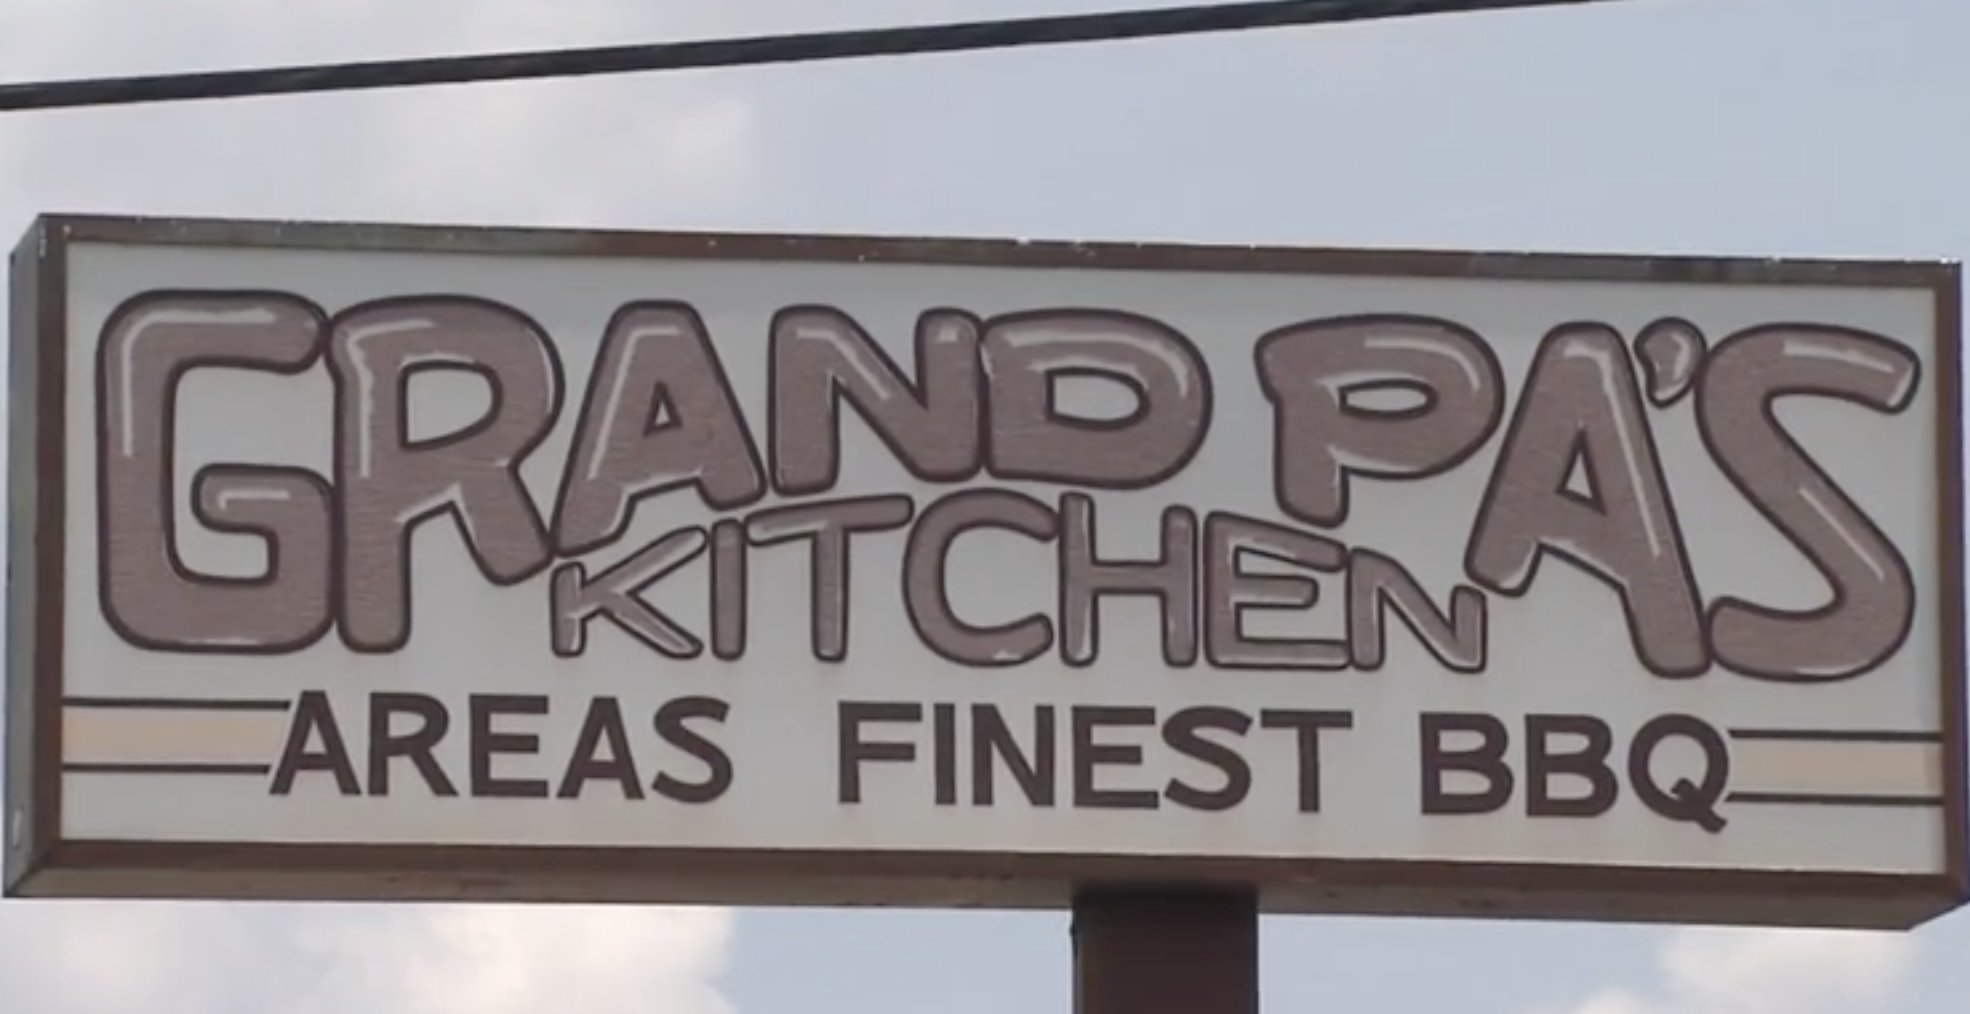 GRAND PA'S
KITCHEN
AREAS FINEST BBQ